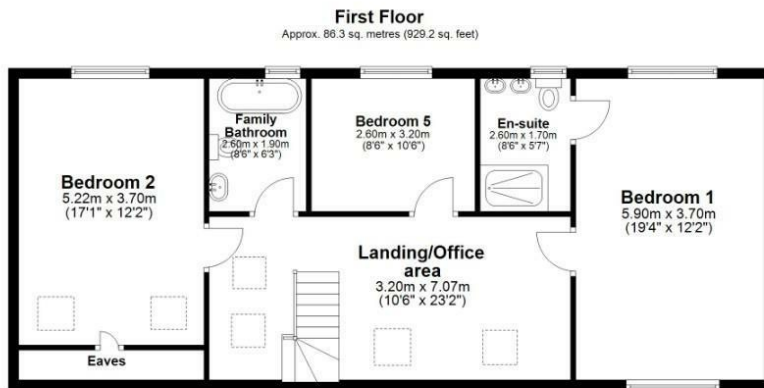 First Floor
Approx. 86.3 sq. metres (929.2 sq. feet)
Family
Bathroom
2.60m x 1.90m
(8'6" x 6'3")
Bedroom 5
2.60m x 3.20m
(8'6" x 10'6")
En-suite
2.60m x 1.70m
(8'6" x 5'7")
Bedroom 2
5.22m x 3.70m
(17'1" x 12'2")
Bedroom 1
5.90m x 3.70m
(19'4" x 12'2")
Landing/Office
area
3.20m x 7.07m
(10'6" x 23'2")
Eaves